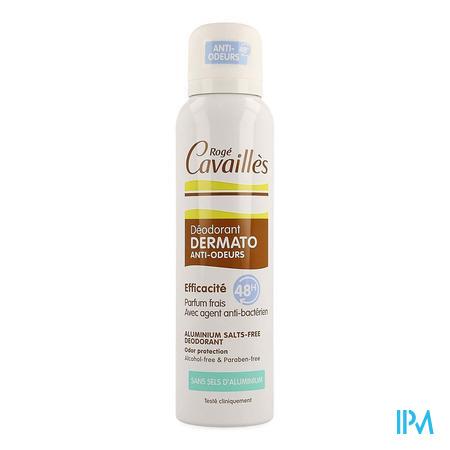 ANTI-
ODEURS
48H
Rogé
Cavaillès
Déodorant
DERMATO
ANTI-ODEURS
Efficacité 48H
Parfum frais
Avec agent anti-bactérien
ALUMINIUM SALTS-FREE
DEODORANT
Odor protection
Alcohol-free & Paraben-free
SANS SELS D'ALUMINIUM
Testé cliniquement
IPM